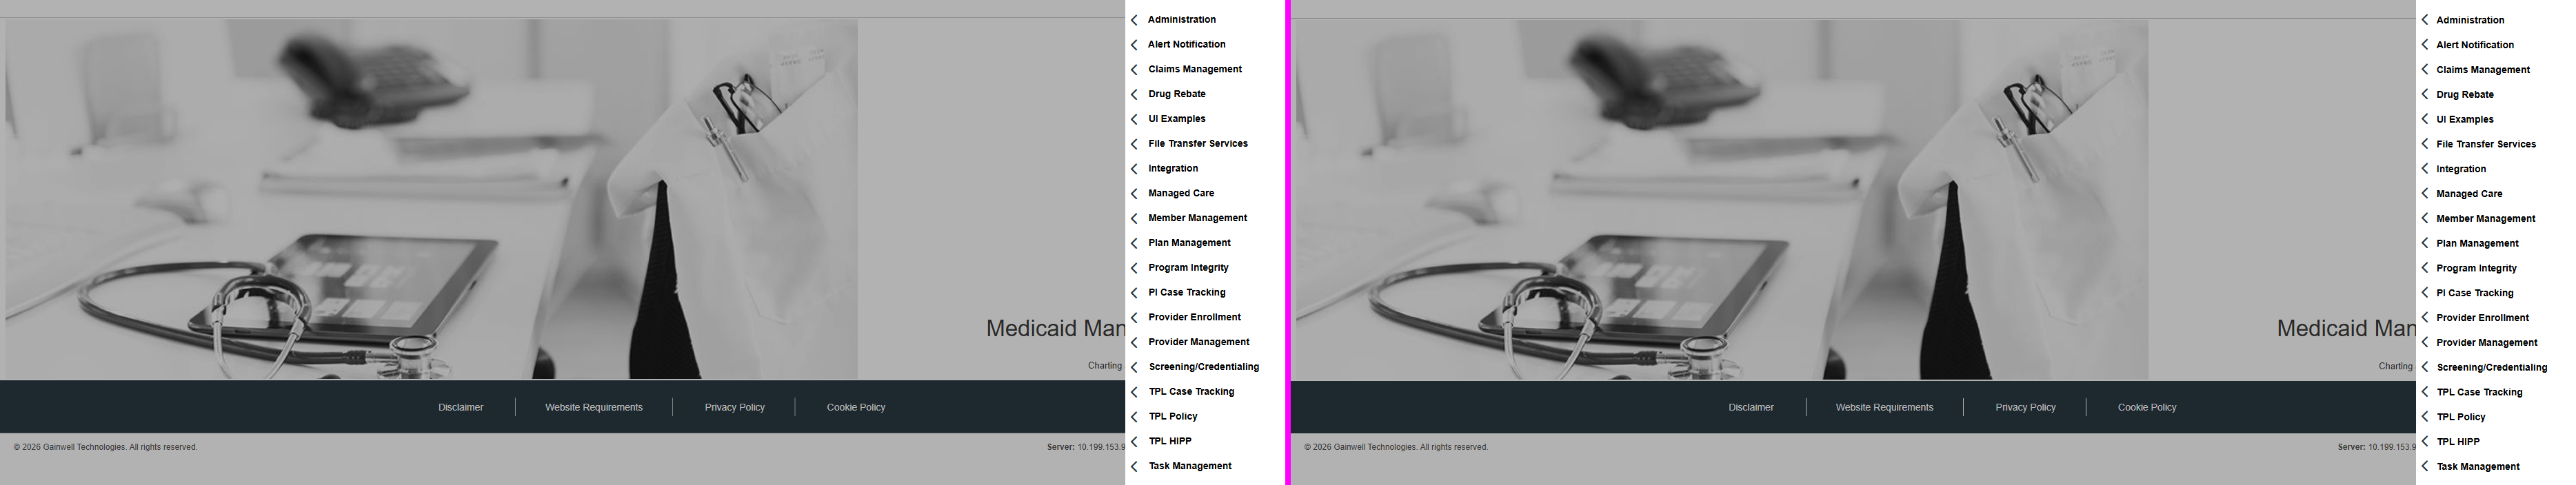 Administration
Alert Notification
Claims Management
Drug Rebate
UI Examples
File Transfer Services
Integration
Managed Care
Member Management
Plan Management
Program Integrity
PI Case Tracking
Provider Enrollment
Provider Management
Screening/Credentialing
TPL Case Tracking
TPL Policy
TPL HIPP
Task Management
Medicaid Man
Charting
Disclaimer
Website Requirements
Privacy Policy
Cookie Policy
© 2026 Gainwell Technologies. All rights reserved.
Server: 10.199.153.9
Administration
Alert Notification
Claims Management
Drug Rebate
UI Examples
File Transfer Services
Integration
Managed Care
Member Management
Plan Management
Program Integrity
PI Case Tracking
Provider Enrollment
Provider Management
Screening/Credentialing
TPL Case Tracking
TPL Policy
TPL HIPP
Task Management
Medicaid Man
Charting
Disclaimer
Website Requirements
Privacy Policy
Cookie Policy
© 2026 Gainwell Technologies. All rights reserved.
Server: 10.199.153.9